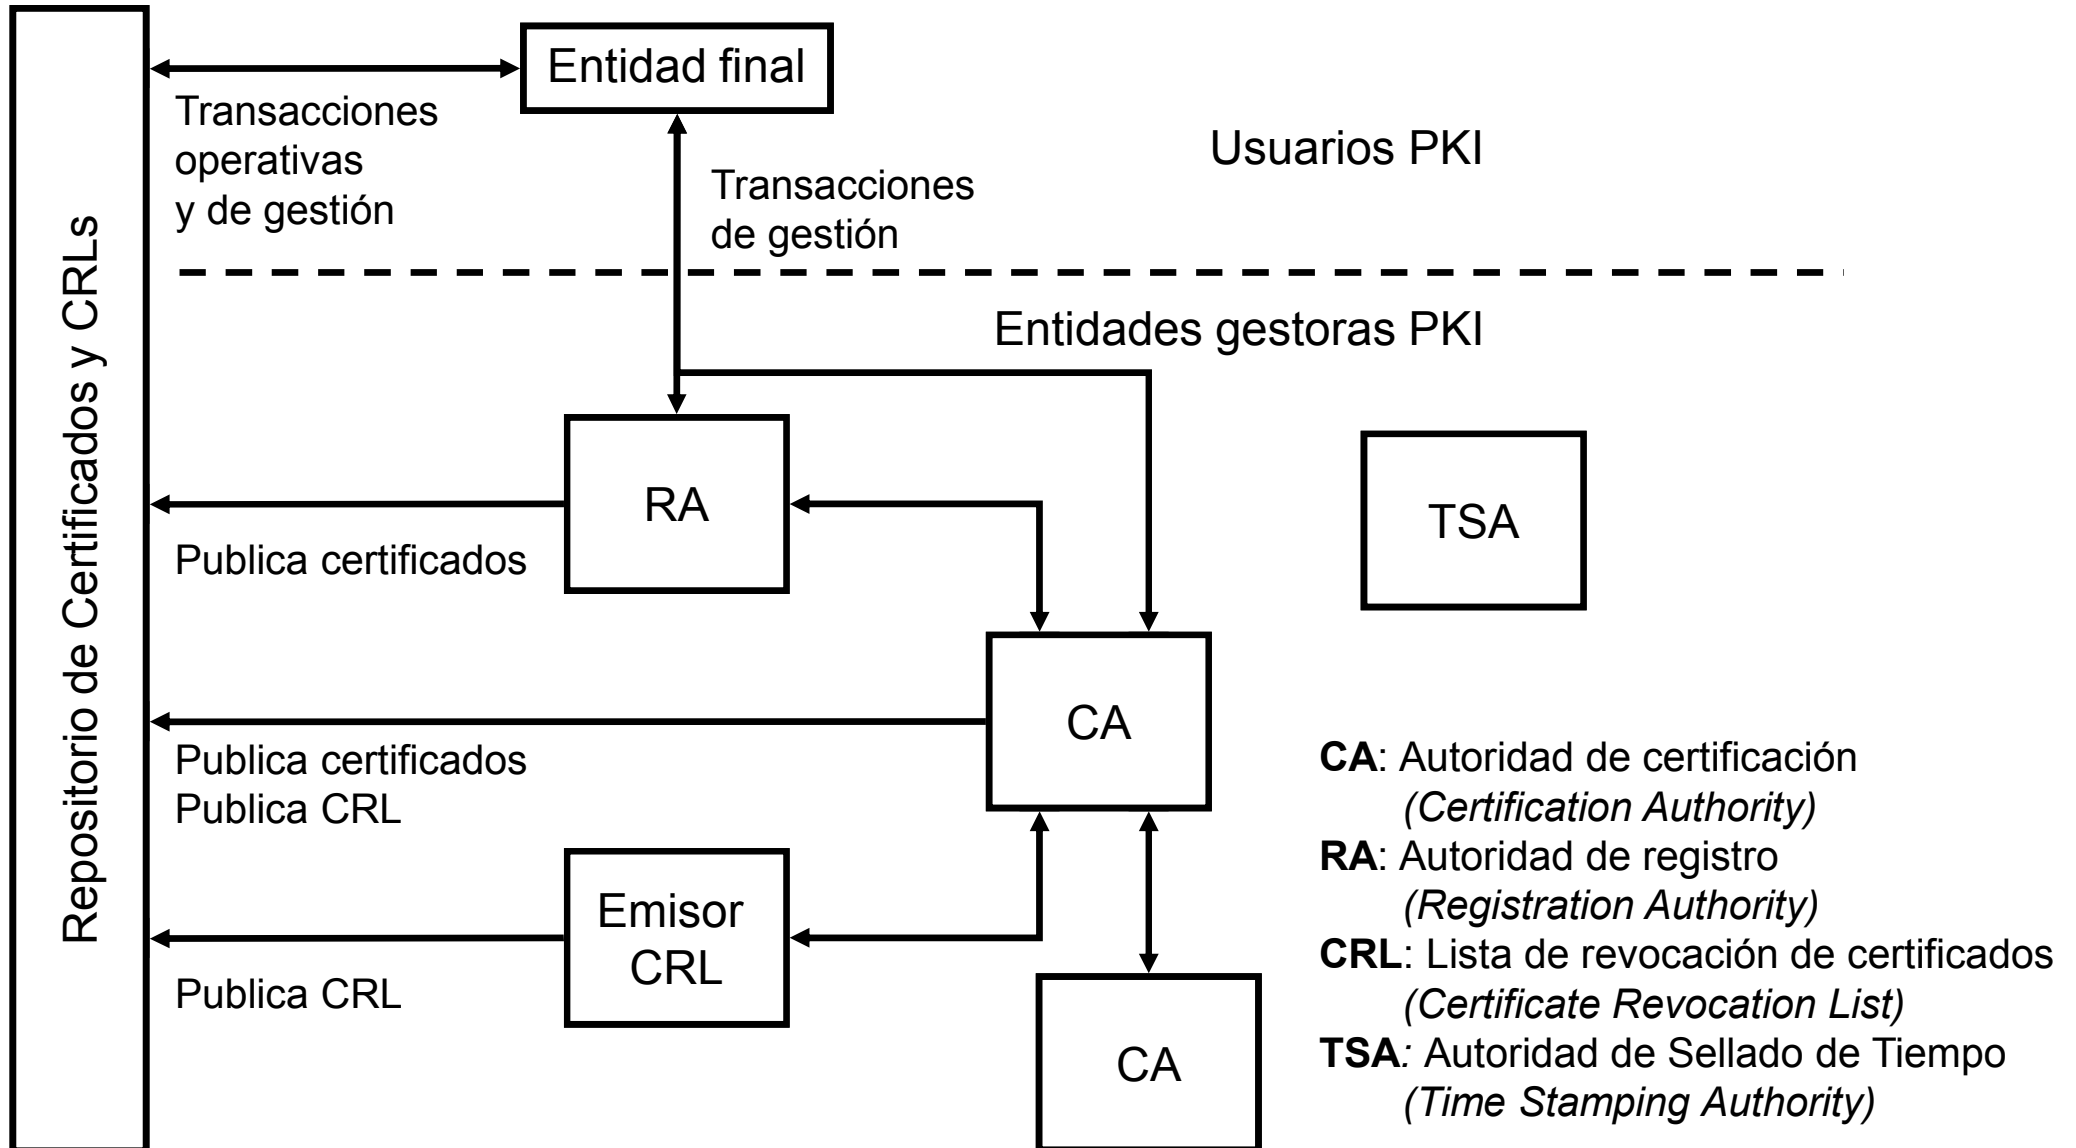 Repositorio de Certificados y CRLs
Entidad final
Transacciones
operativas
y de gestión
Transacciones
de gestión
Usuarios PKI
Entidades gestoras PKI
RA
TSA
Publica certificados
CA
Publica certificados
Publica CRL
Emisor
CRL
Publica CRL
CA
CA: Autoridad de certificación
(Certification Authority)
RA: Autoridad de registro
(Registration Authority)
CRL: Lista de revocación de certificados
(Certificate Revocation List)
TSA: Autoridad de Sellado de Tiempo
(Time Stamping Authority)